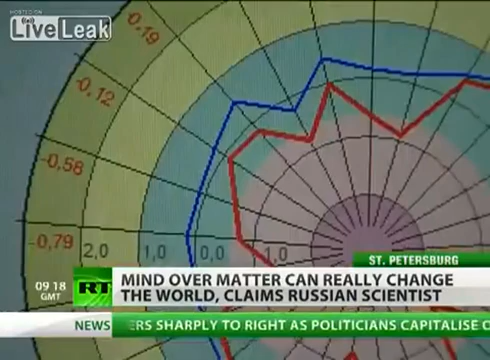 HOSTED ON
LiveLeak
0.19
-0,12
-0,58
-0,79
2,0
1,0
0,0
1,0
ST. PETERSBURG
09 18
GMT
RT
MIND OVER MATTER CAN REALLY CHANGE
THE WORLD, CLAIMS RUSSIAN SCIENTIST
NEWS
ERS SHARPLY TO RIGHT AS POLITICIANS CAPITALISE